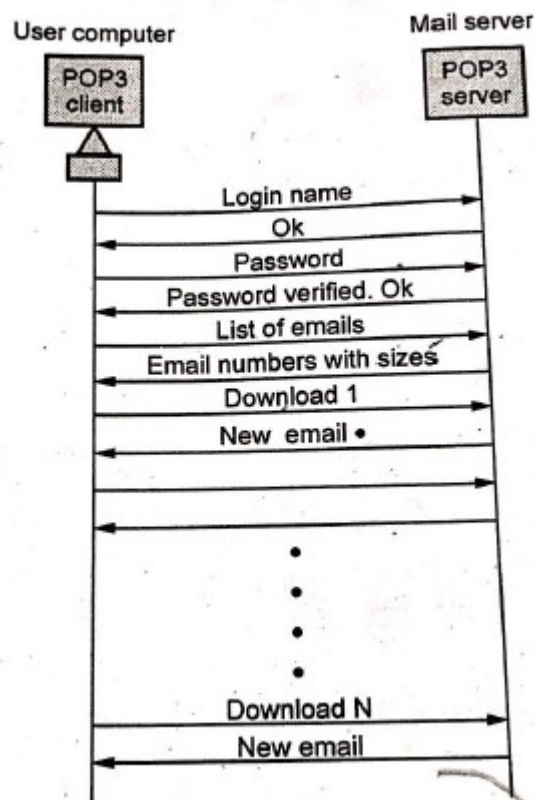 User computer
Mail server
POP3
client
POP3
server
Login name
Ok
Password
Password verified. Ok
List of emails
Email numbers with sizes
Download 1
New email
Download N
New email